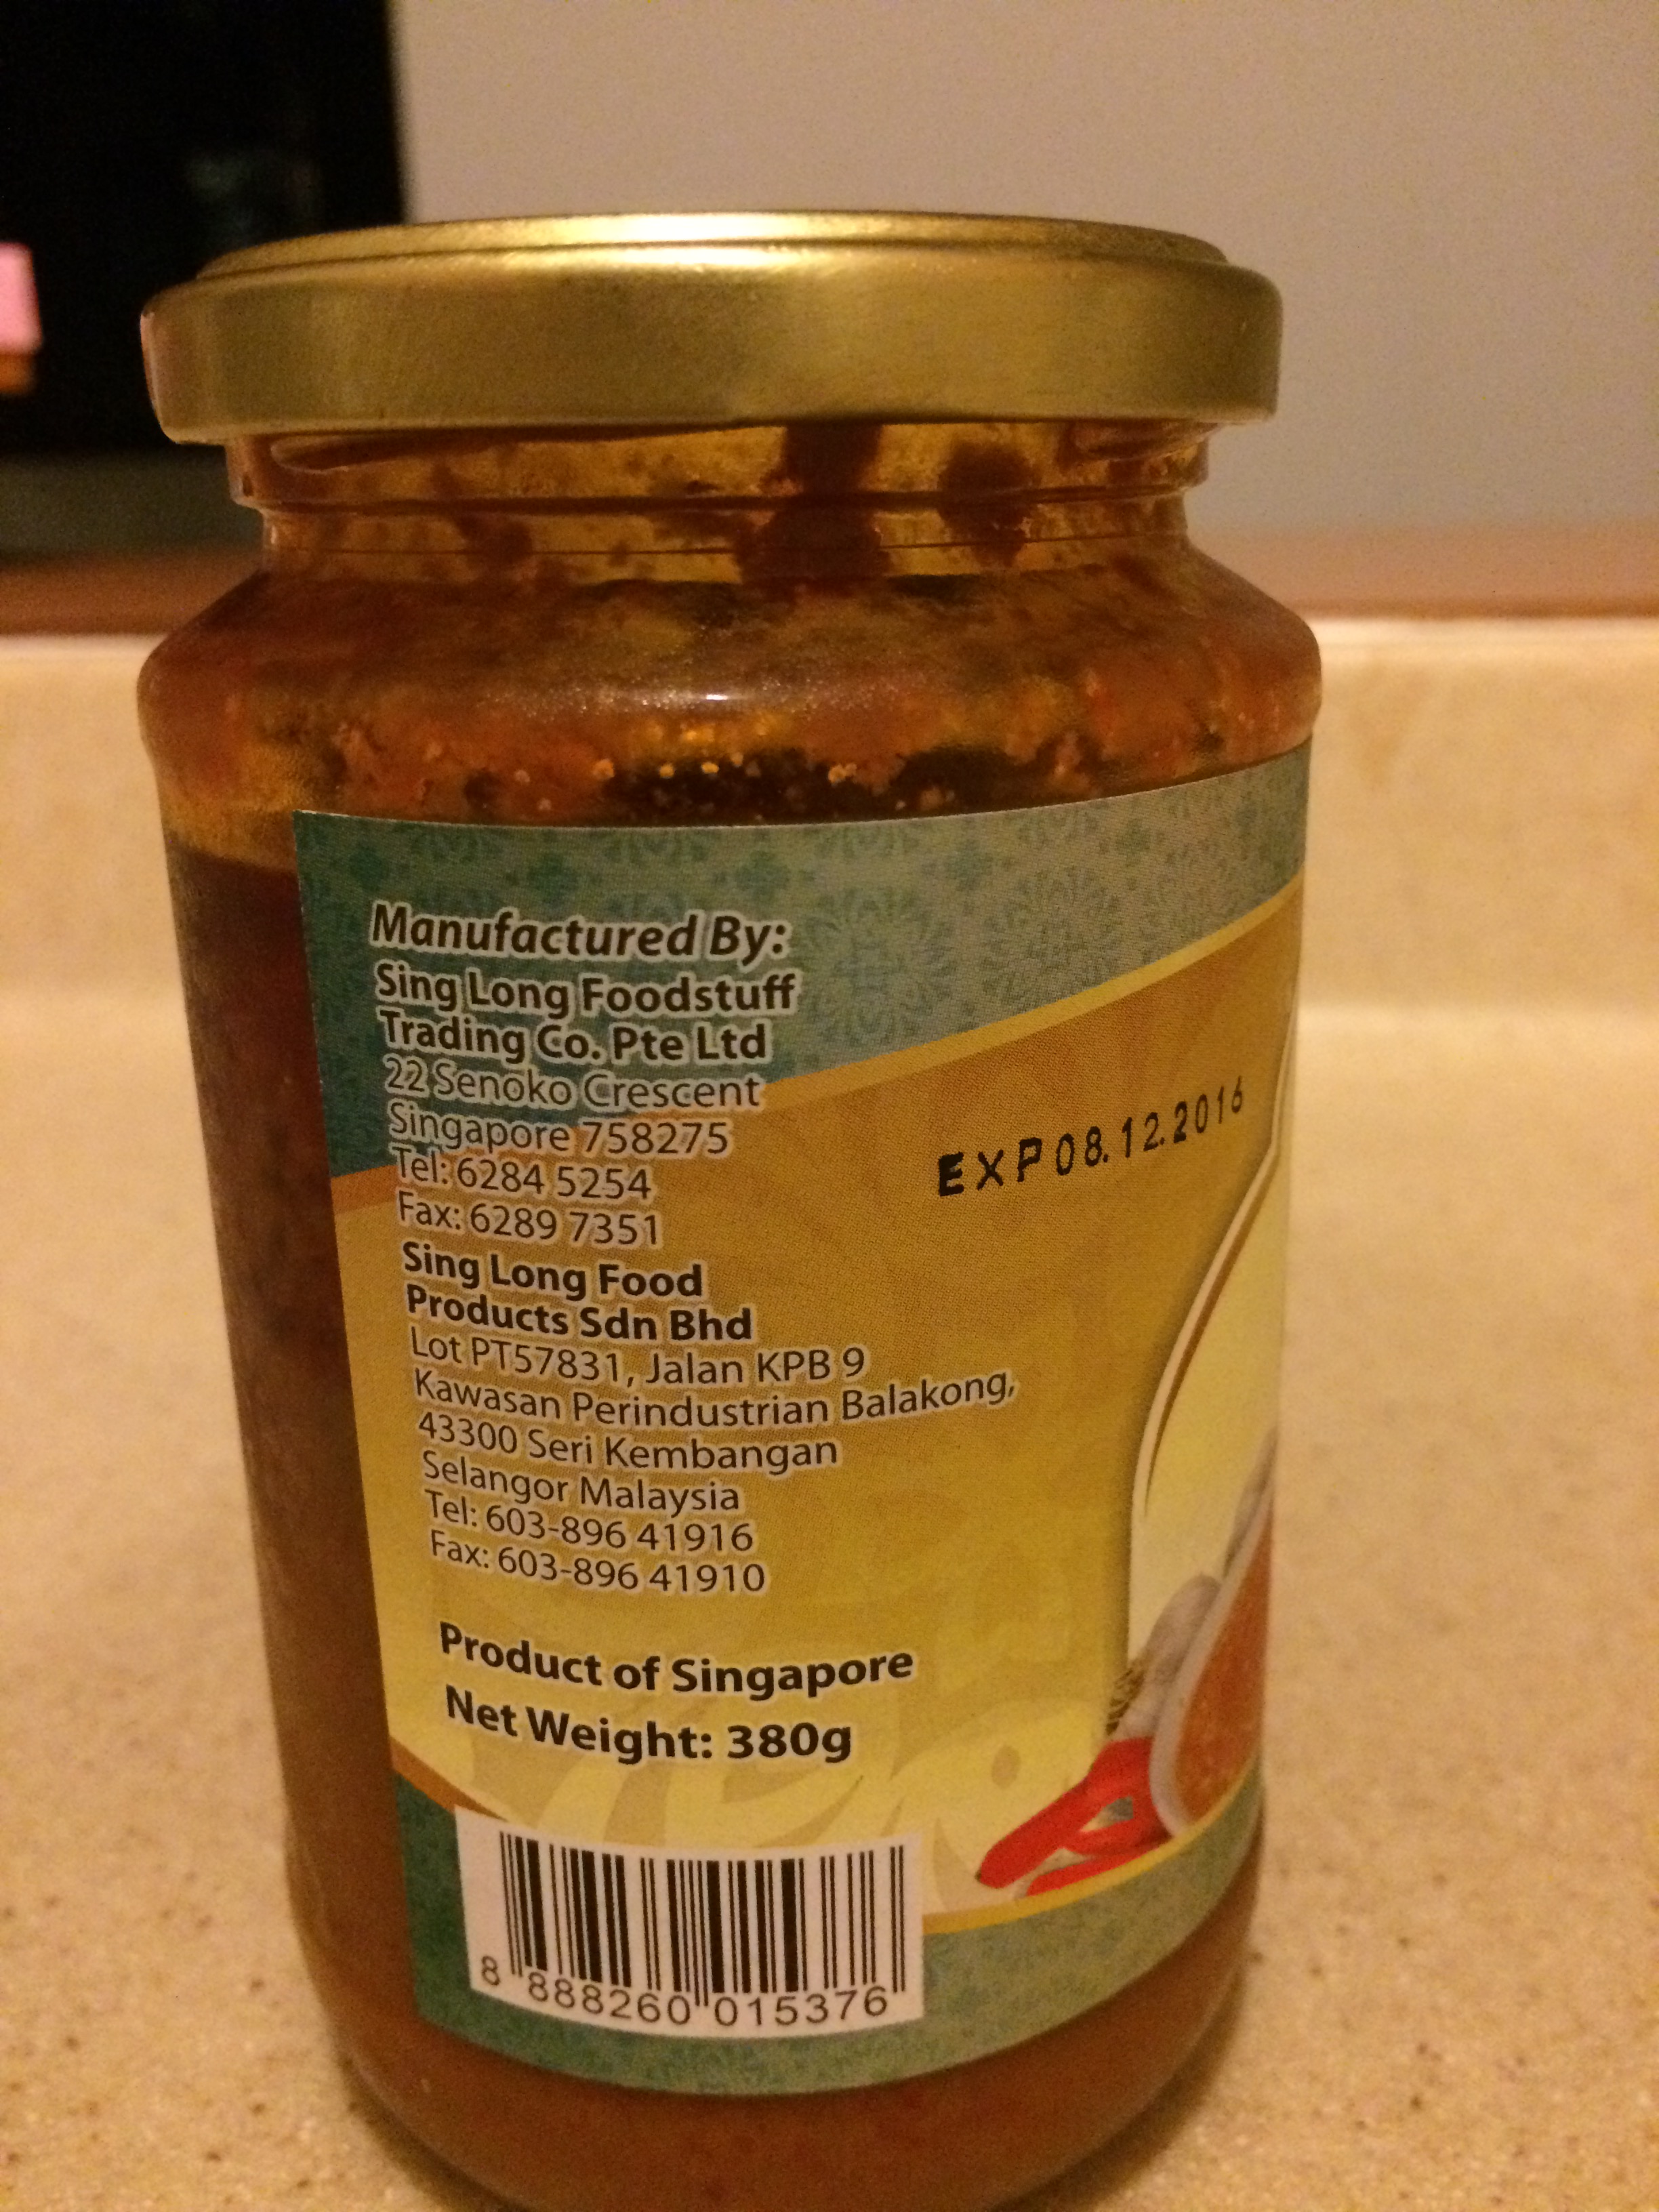 Manufactured By:
Sing Long Foodstuff
Trading Co. Pte Ltd
22 Senoko Crescent
Singapore 758275
Tel: 6284 5254
Fax: 6289 7351
Sing Long Food
Products Sdn Bhd
Lot PT57831, Jalan KPB 9
Kawasan Perindustrian Balakong,
43300 Seri Kembangan
Selangor Malaysia
Tel: 603-896 41916
Fax: 603-896 41910
Product of Singapore
Net Weight: 380g
8 888260 015376
EXP 08.12.2016